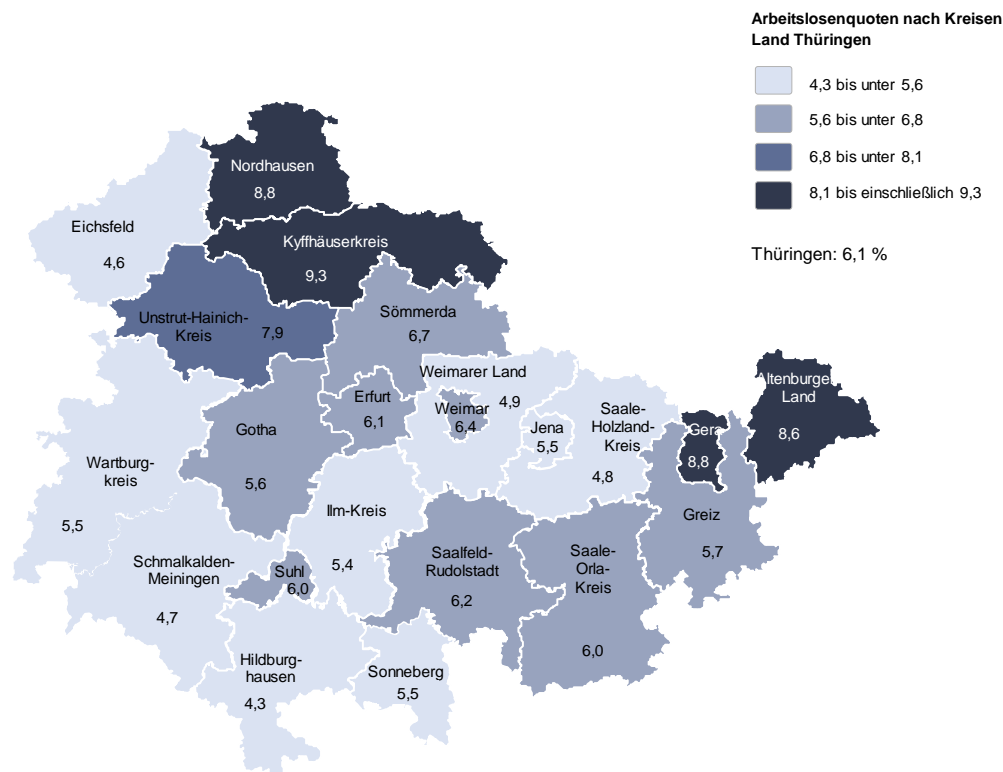 Arbeitslosenquoten nach Kreisen
Land Thüringen
4,3 bis unter 5,6
5,6 bis unter 6,8
6,8 bis unter 8,1
8,1 bis einschließlich 9,3
Thüringen: 6,1 %
Nordhausen
8,8
Eichsfeld
4,6
Kyffhäuserkreis
9,3
Unstrut-Hainich-
Kreis
7,9
Sömmerda
6,7
Weimarer Land
4,9
Weimar
6,4
Erfurt
6,1
Gotha
5,6
Jena
5,5
Saale-
Holzland-
Kreis
4,8
Gera
8,8
Altenburger
Land
8,6
Wartburg-
kreis
5,5
Ilm-Kreis
5,4
Greiz
5,7
Schmalkalden-
Meiningen
4,7
Suhl
6,0
Saalfeld-
Rudolstadt
6,2
Saale-
Orla-
Kreis
6,0
Hildburg-
hausen
4,3
Sonneberg
5,5